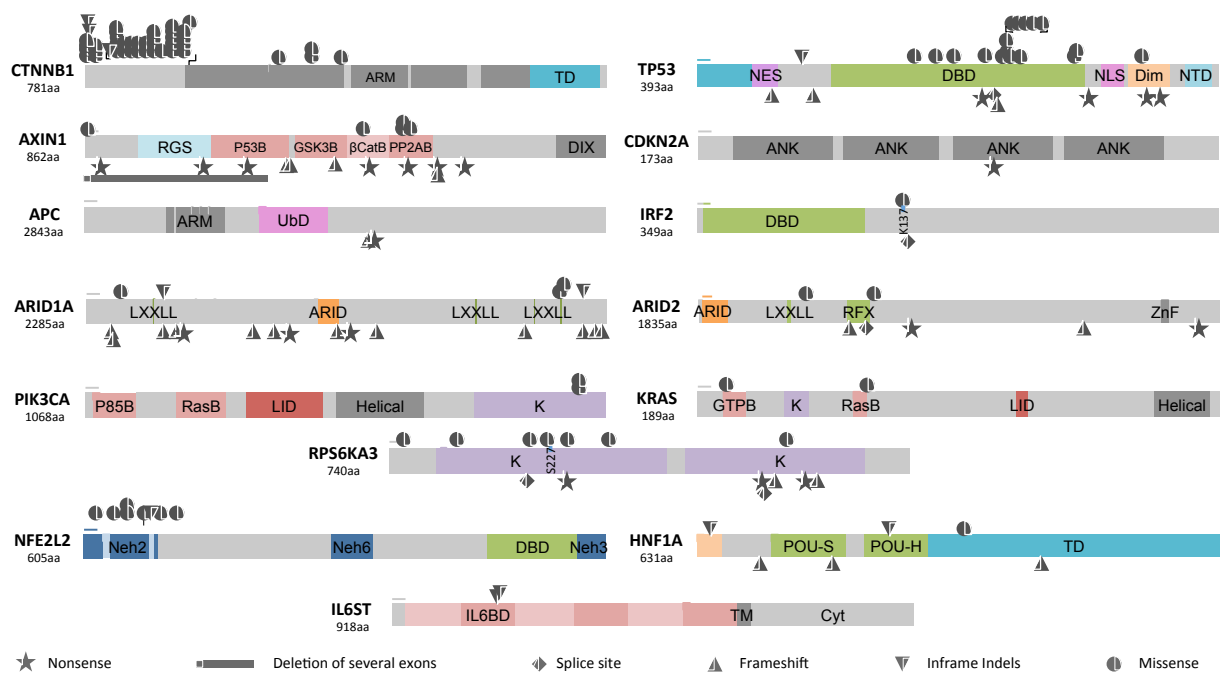 CTNNB1
781aa
ARM
TD
TP53
393aa
NES
DBD
NLS
Dim
NTD
AXIN1
862aa
RGS
P53B
GSK3B
βCatB
PP2AB
DIX
CDKN2A
173aa
ANK
ANK
ANK
ANK
APC
2843aa
ARM
UbD
IRF2
349aa
DBD
K137
ARID1A
2285aa
LXXLL
ARID
LXXLL
LXXLL
ARID2
1835aa
ARID
LXXLL
RFX
ZnF
PIK3CA
1068aa
P85B
RasB
LID
Helical
K
KRAS
189aa
GTPB
K
RasB
LID
Helical
RPS6KA3
740aa
K
S227
K
NFE2L2
605aa
Neh2
Neh6
DBD
Neh3
HNF1A
631aa
POU-S
POU-H
TD
IL6ST
918aa
IL6BD
TM
Cyt
Nonsense
Deletion of several exons
Splice site
Frameshift
Inframe Indels
Missense